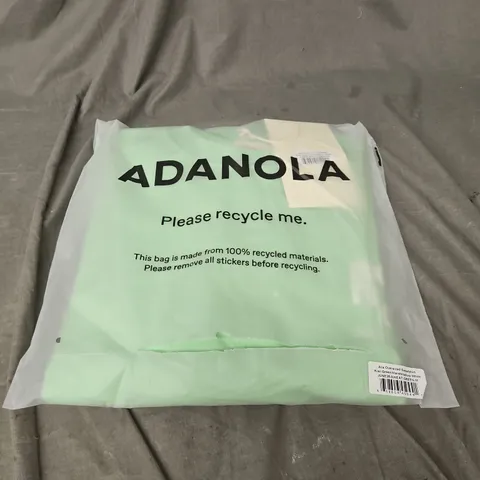 ADANOLA
Please recycle me.
This bag is made from 100% recycled materials.
Please remove all stickers before recycling.